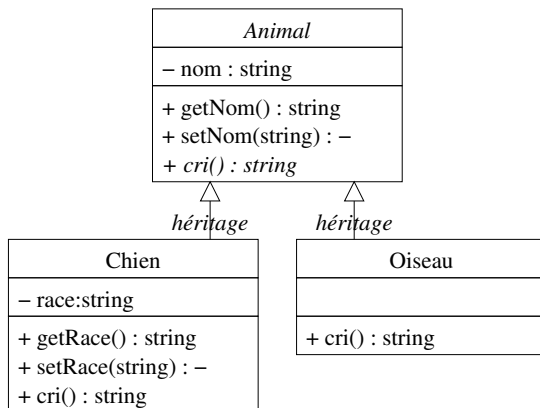 Animal
− nom : string
+ getNom() : string
+ setNom(string) : −
+ cri() : string
héritage héritage
Chien
− race:string
+ getRace() : string
+ setRace(string) : −
+ cri() : string
Oiseau
+ cri() : string